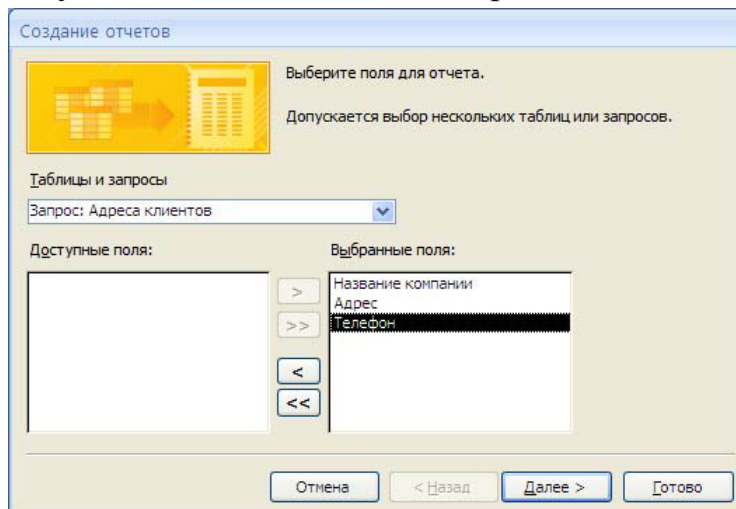 Создание отчетов
Выберите поля для отчета.
Допускается выбор нескольких таблиц или запросов.
Таблицы и запросы
Запрос: Адреса клиентов
Доступные поля:
Выбранные поля:
Название компании
Адрес
Телефон
>
>>
<
<<
Отмена
< Назад
Далее >
Готово